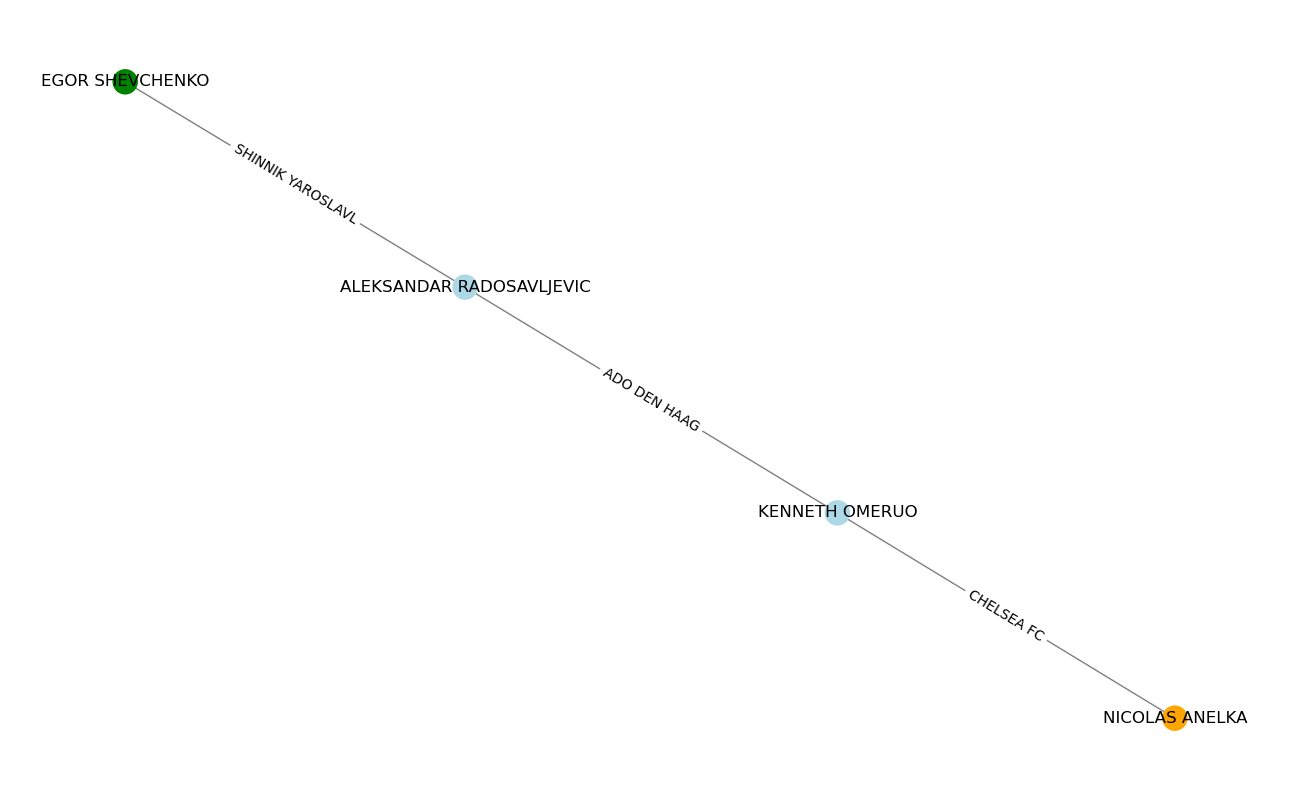 EGOR SHEVCHENKO
SHINNIK YAROSLAVL
ALEKSANDAR RADOSAVLJEVIC
ADO DEN HAAG
KENNETH OMERUO
CHELSEA FC
NICOLAS ANELKA